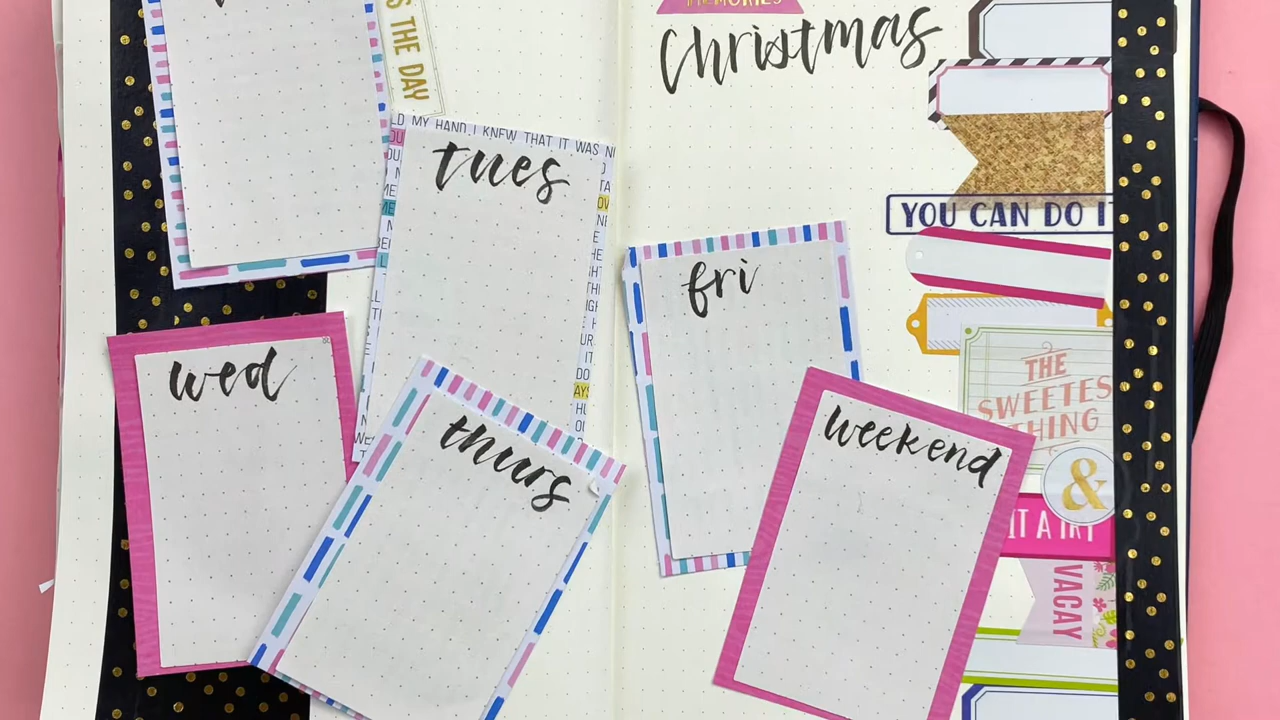 THE DAY
LD MY HAND, I KNEW THAT IT WAS
tues
wed
thurs
MEMORIES
Christmas
YOU CAN DO IT
fri
THE
SWEETES
THING
weekend
&
VACAY